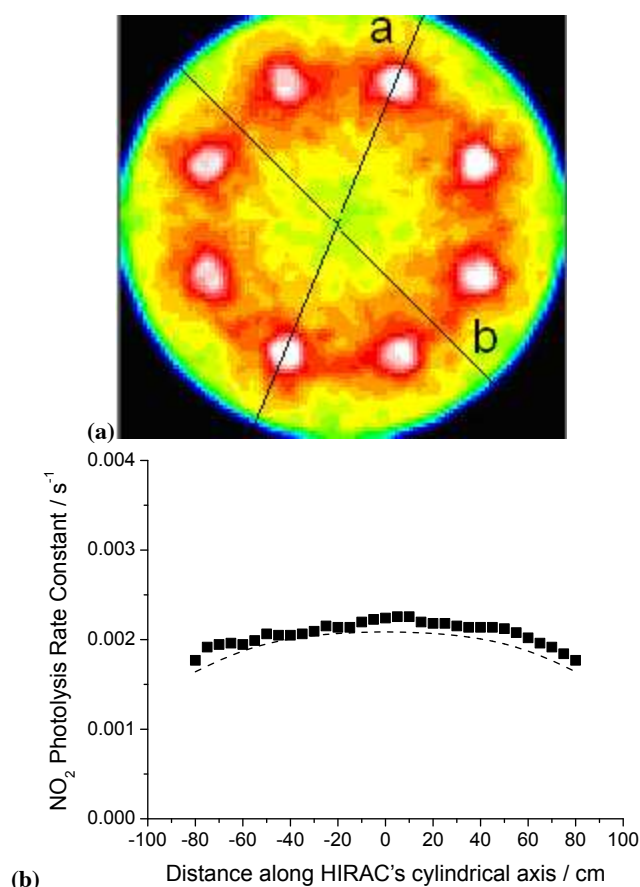 a
b
(a)
0.004
0.003
0.002
0.001
0.000
NO₂ Photolysis Rate Constant / s⁻¹
-100 -80 -60 -40 -20 0 20 40 60 80 100
Distance along HIRAC's cylindrical axis / cm
(b)